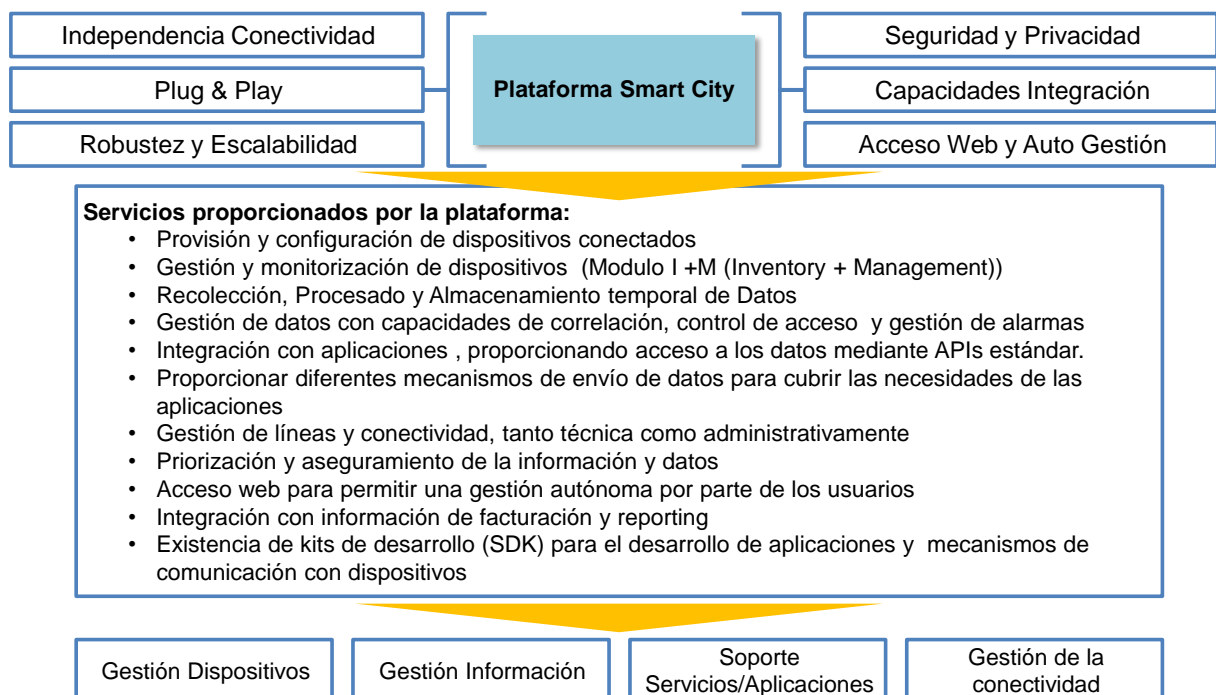 Independencia Conectividad
Plug & Play
Robustez y Escalabilidad
Plataforma Smart City
Seguridad y Privacidad
Capacidades Integración
Acceso Web y Auto Gestión
Servicios proporcionados por la plataforma:
• Provisión y configuración de dispositivos conectados
• Gestión y monitorización de dispositivos (Modulo I +M (Inventory + Management))
• Recolección, Procesado y Almacenamiento temporal de Datos
• Gestión de datos con capacidades de correlación, control de acceso y gestión de alarmas
• Integración con aplicaciones , proporcionando acceso a los datos mediante APIs estándar.
• Proporcionar diferentes mecanismos de envío de datos para cubrir las necesidades de las
aplicaciones
• Gestión de líneas y conectividad, tanto técnica como administrativamente
• Priorización y aseguramiento de la información y datos
• Acceso web para permitir una gestión autónoma por parte de los usuarios
• Integración con información de facturación y reporting
• Existencia de kits de desarrollo (SDK) para el desarrollo de aplicaciones y mecanismos de
comunicación con dispositivos
Gestión Dispositivos
Gestión Información
Soporte
Servicios/Aplicaciones
Gestión de la
conectividad